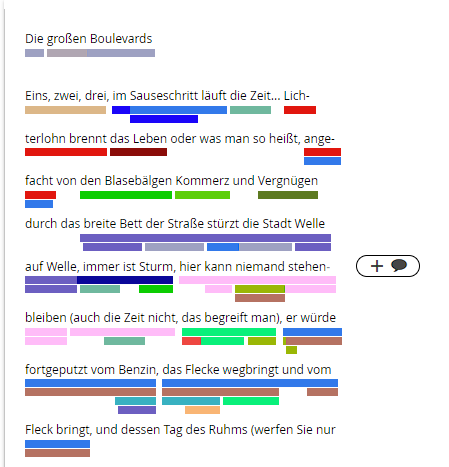 Die großen Boulevards
Eins, zwei, drei, im Sauseschritt läuft die Zeit... Lich-
terlohn brennt das Leben oder was man so heißt, ange-
facht von den Blasebälgen Kommerz und Vergnügen
durch das breite Bett der Straße stürzt die Stadt Welle
auf Welle, immer ist Sturm, hier kann niemand stehen-
bleiben (auch die Zeit nicht, das begreift man), er würde
fortgeputzt vom Benzin, das Flecke wegbringt und vom
Fleck bringt, und dessen Tag des Ruhms (werfen Sie nur